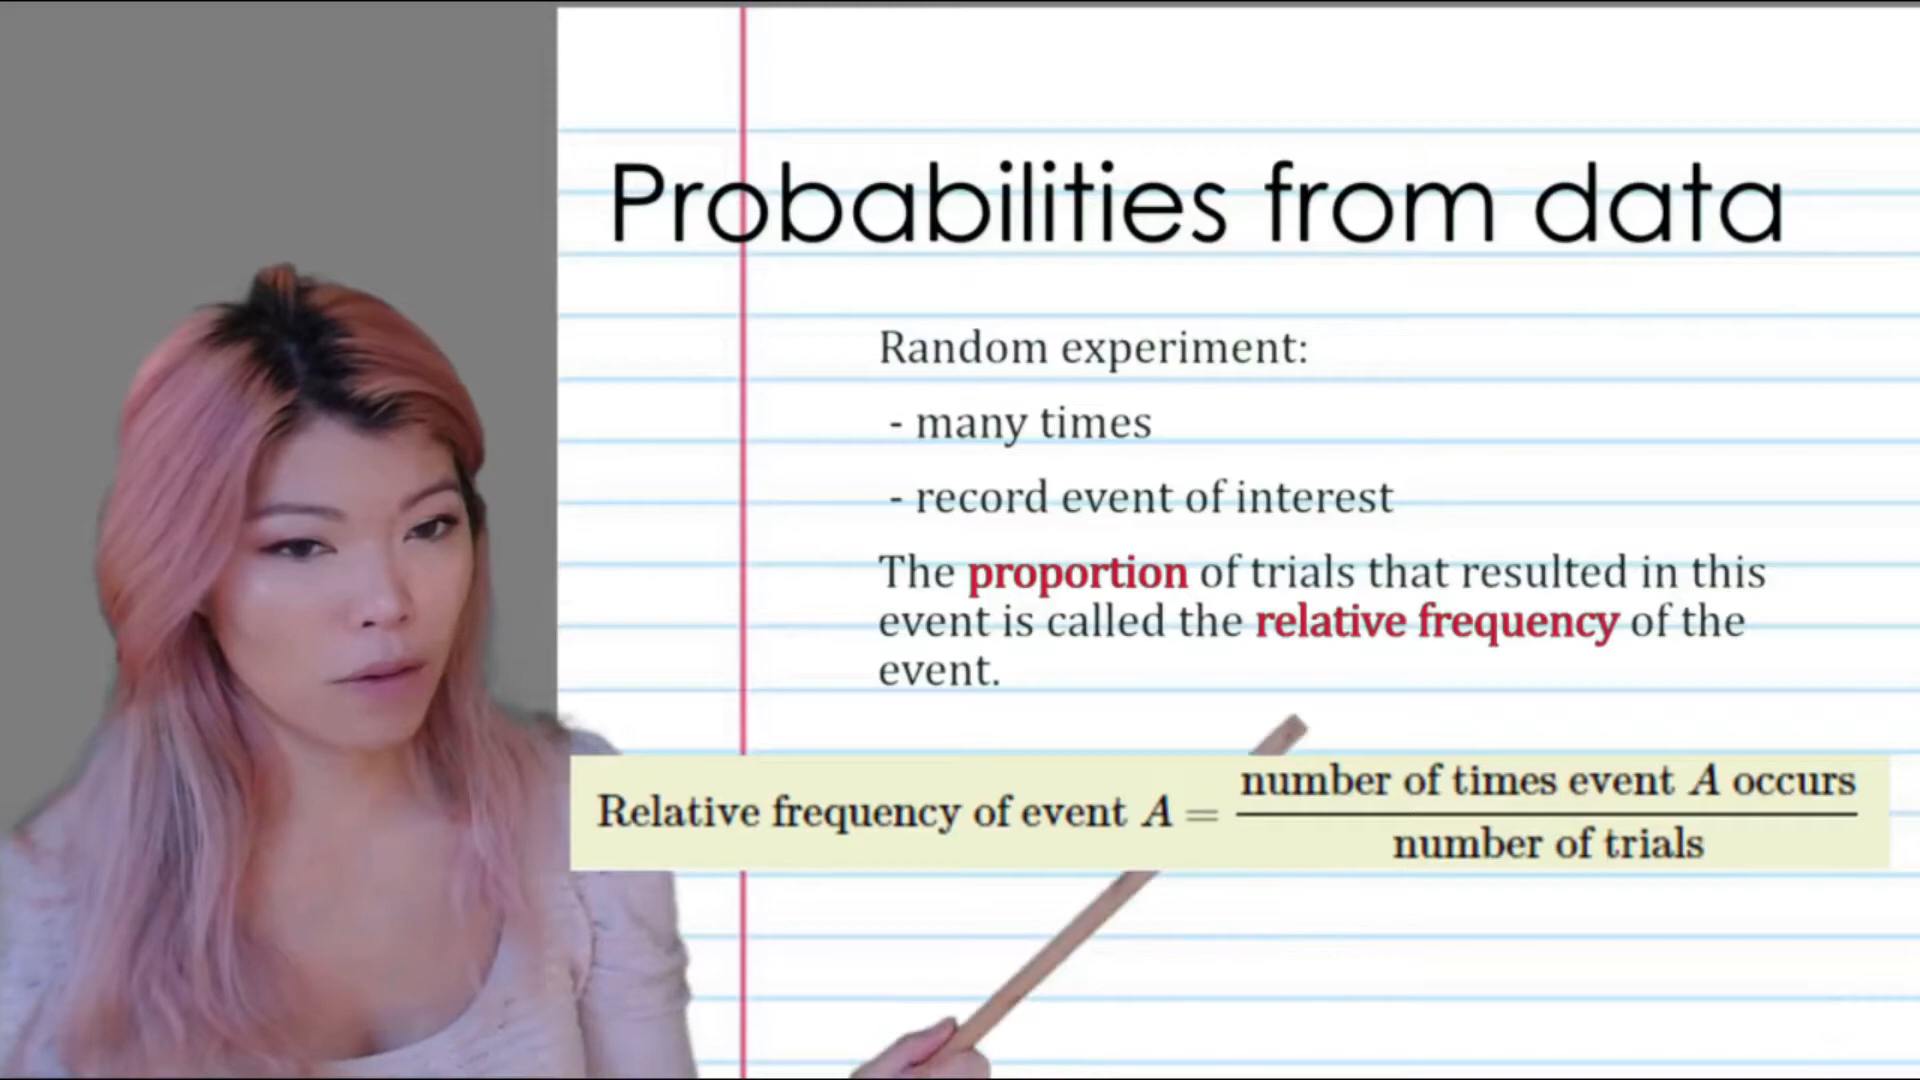 Probabilities from data
Random experiment:
- many times
- record event of interest
The proportion of trials that resulted in this
event is called the relative frequency of the
event.
Relative frequency of event A = number of times event A occurs / number of trials